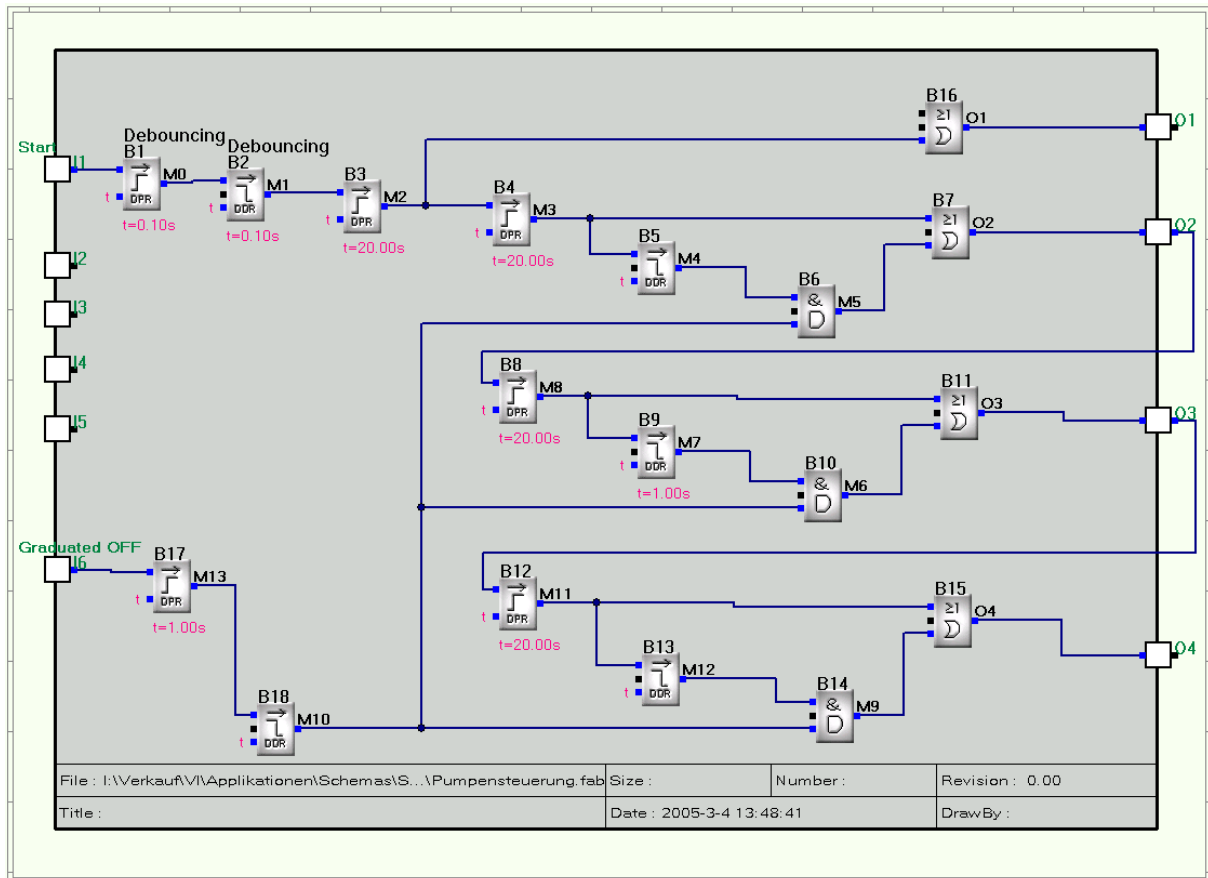 B16
≥1
O1
O1
Debouncing
Start
B1
Debouncing
I1
B2
M0
B3
M1
M2
B4
M3
B7
≥1
O2
O2
t
DPR
t
DDR
t
DPR
t
DPR
t=0.10s
t=0.10s
t=20.00s
t=20.00s
B5
M4
t
DDR
I2
B6
&
M5
I3
I4
B8
M8
B11
≥1
O3
O3
I5
t
DPR
t=20.00s
B9
M7
t
DDR
t=1.00s
B10
&
M6
Graduated OFF
I6
B17
M13
t
DPR
t=1.00s
B12
M11
t
DPR
t=20.00s
B15
≥1
O4
O4
B13
M12
t
DDR
B14
&
M9
B18
M10
t
DDR
File : I:\Verkauf\VI\Applikationen\Schemas\S...\Pumpensteuerung.fab
Size :
Number :
Revision : 0.00
Title :
Date : 2005-3-4 13:48:41
DrawBy :